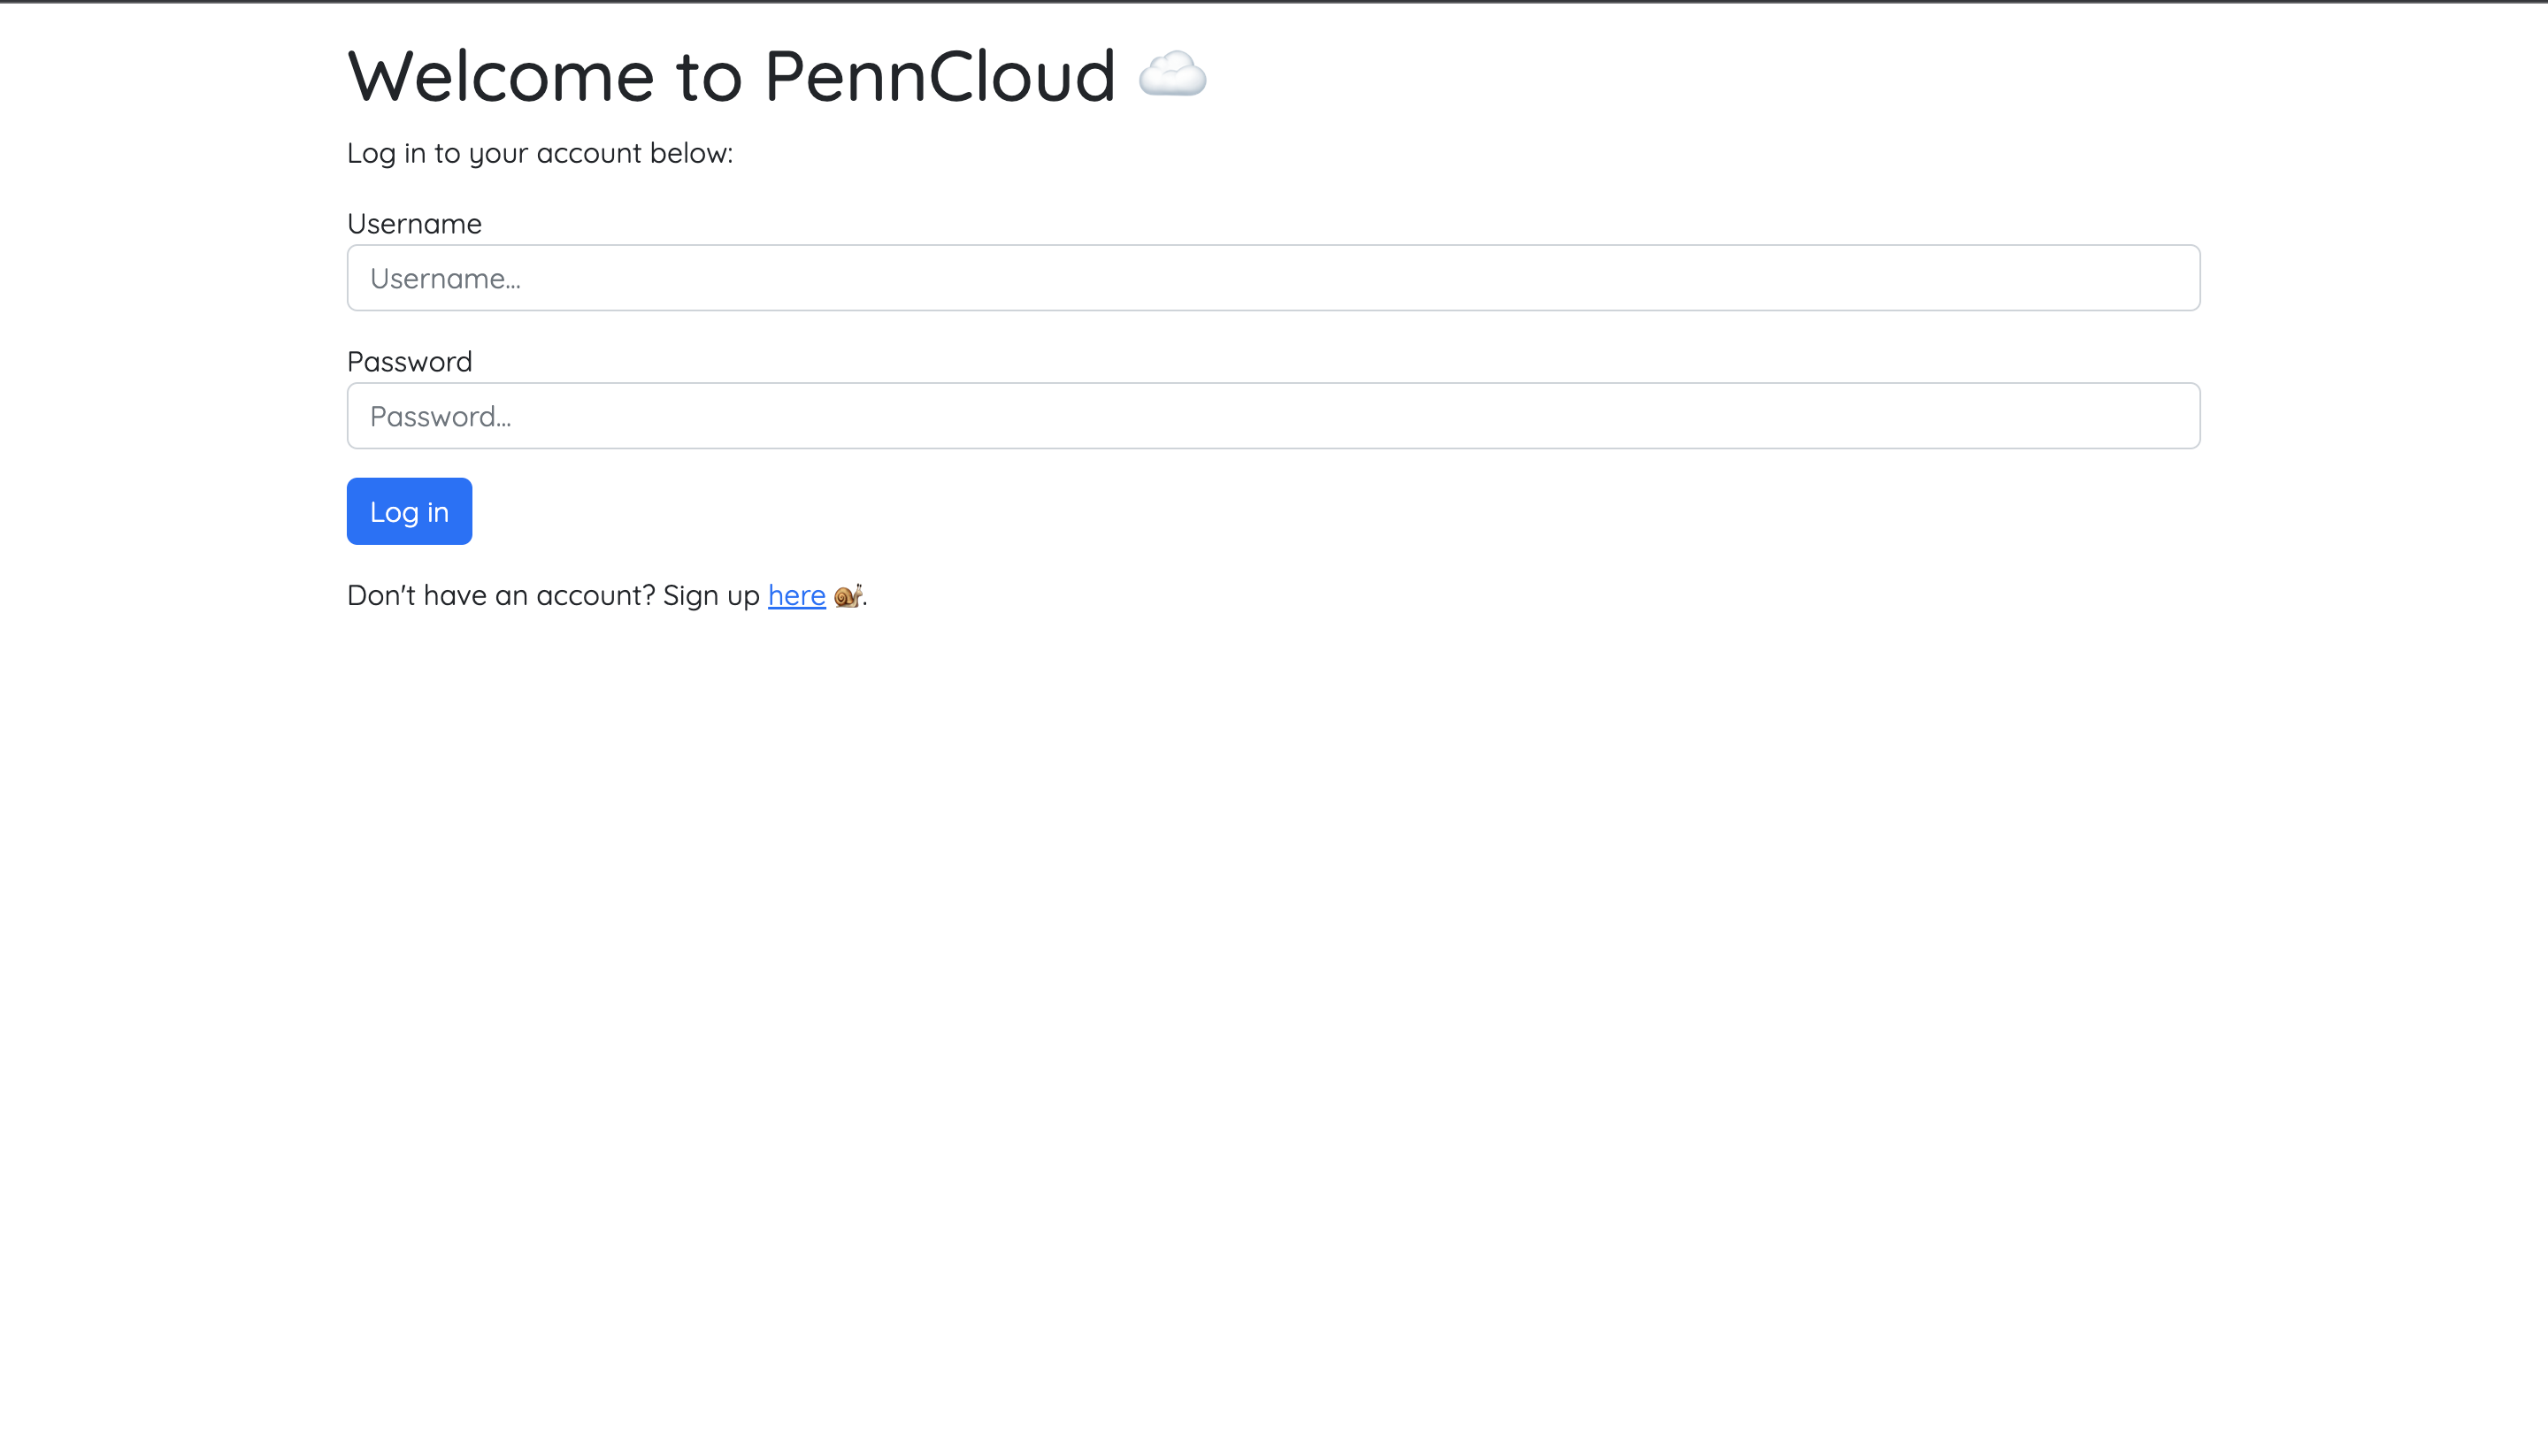 Welcome to PennCloud ☁️
Log in to your account below:
Username
Username...
Password
Password...
Log in
Don't have an account? Sign up here 🐌.